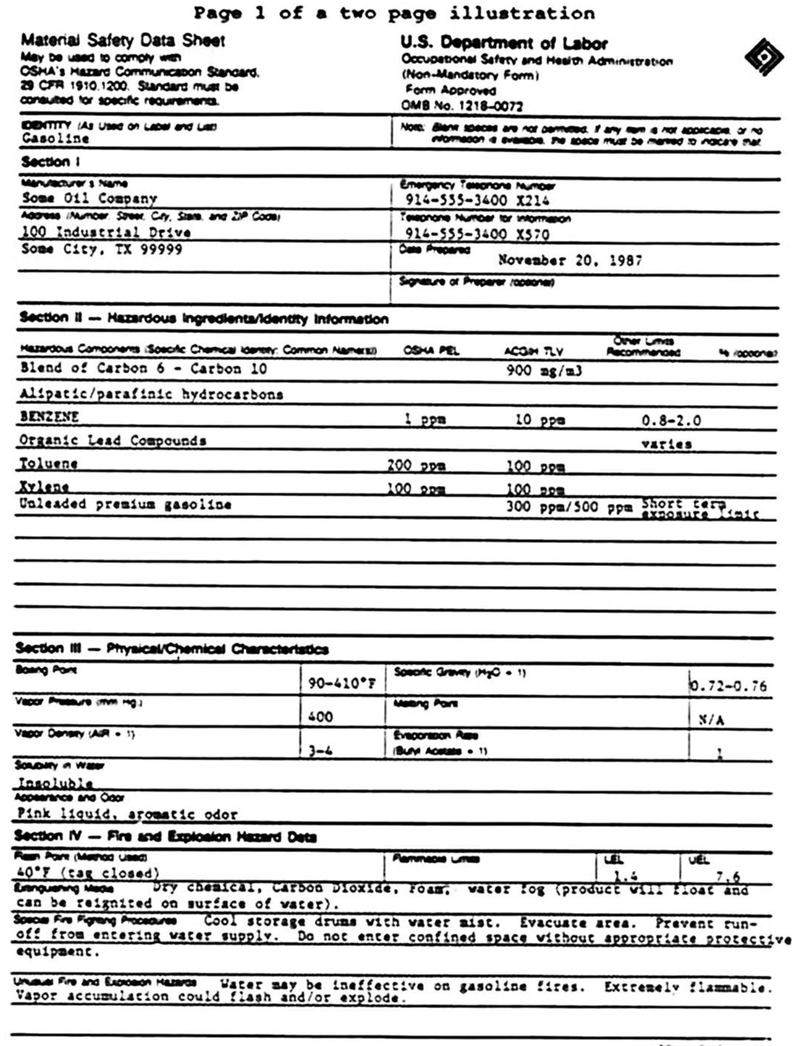 Page 1 of a two page illustration
Material Safety Data Sheet
May be used to comply with
OSHA's Hazard Communication Standard,
29 CFR 1910.1200. Standard must be
consulted for specific requirements.
U.S. Department of Labor
Occupational Safety and Health Administration
(Non-Mandatory Form)
Form Approved
OMB No. 1218-0072
IDENTITY (As Used on Label and List)
Gasoline
Note: Blank spaces are not permitted. If any item is not applicable, or no
information is available, the space must be marked to indicate that.
Section I
Manufacturer's Name
Some Oil Company
Emergency Telephone Number
914-555-3400 X214
Address (Number, Street, City, State, and ZIP Code)
100 Industrial Drive
Telephone Number for Information
914-555-3400 X570
Some City, TX 99999
Date Prepared
November 20, 1987
Signature of Preparer (optional)
Section II — Hazardous Ingredients/Identity Information
Hazardous Components (Specific Chemical Identity; Common Name(s)) OSHA PEL ACGIH TLV Other Limits Recommended % (optional)
Blend of Carbon 6 - Carbon 10 900 mg/m3
Alipatic/parafinic hydrocarbons
BENZENE 1 ppm 10 ppm 0.8-2.0
Organic Lead Compounds varies
Toluene 200 ppm 100 ppm
Xylene 100 ppm 100 ppm
Unleaded premium gasoline 300 ppm/500 ppm Short term
exposure limit
Section III — Physical/Chemical Characteristics
Boiling Point 90-410°F Specific Gravity (H2O = 1) 0.72-0.76
Vapor Pressure (mm Hg.) 400 Melting Point N/A
Vapor Density (AIR = 1) 3-4 Evaporation Rate
(Butyl Acetate = 1) 1
Solubility in Water
Insoluble
Appearance and Odor
Pink liquid, aromatic odor
Section IV — Fire and Explosion Hazard Data
Flash Point (Method Used) Flammable Limits LEL UEL
40°F (tag closed) 1.4 7.6
Extinguishing Media Dry chemical, Carbon Dioxide, Foam, water fog (product will float and
can be reignited on surface of water).
Special Fire Fighting Procedures Cool storage drums with water mist. Evacuate area. Prevent run-
off from entering water supply. Do not enter confined space without appropriate protective
equipment.
Unusual Fire and Explosion Hazards Water may be ineffective on gasoline fires. Extremely flammable.
Vapor accumulation could flash and/or explode.